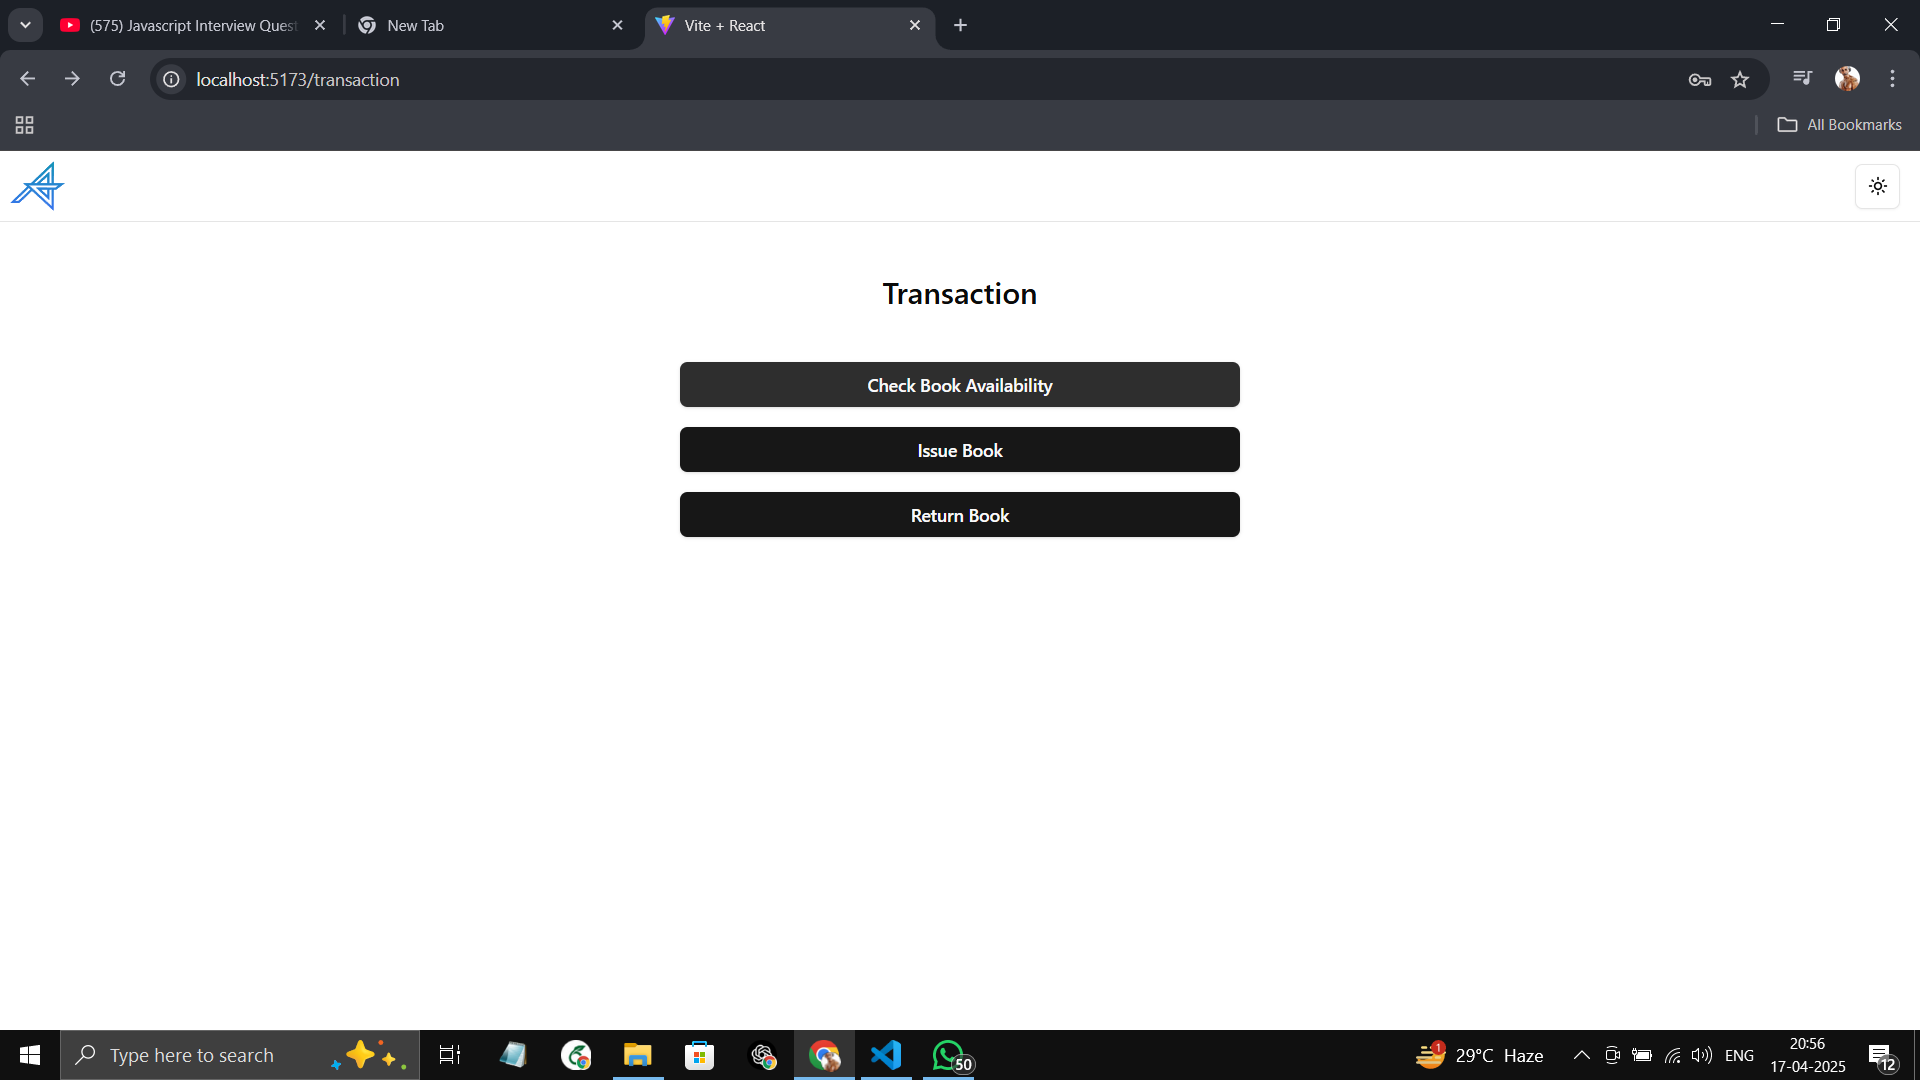 (575) Javascript Interview Quest
New Tab
Vite + React
localhost:5173/transaction
All Bookmarks
Transaction
Check Book Availability
Issue Book
Return Book
Type here to search
50
1
29°C Haze
ENG
20:56
17-04-2025
12